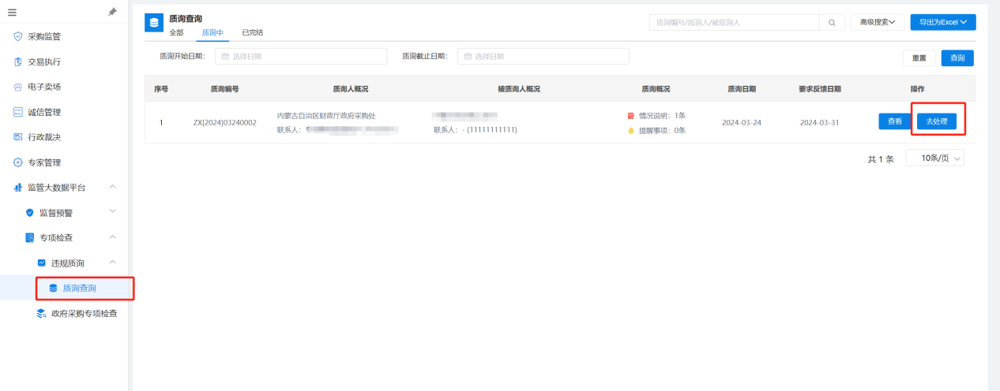 采购监管
交易执行
电子卖场
诚信管理
行政裁决
专家管理
监管大数据平台
监督预警
专项检查
违规质询
质询查询
政府采购专项检查
质询查询
全部 质询中 已完结
质询编号/质询人/被质询人
高级搜索
导出为Excel
质询开始日期： 选择日期 质询截止日期： 选择日期 重置 查询
序号 质询编号 质询人概况 被质询人概况 质询概况 质询日期 要求反馈日期 操作
1 ZX[2024]03240002 内蒙古自治区财政厅政府采购处 情况说明：1条 2024-03-24 2024-03-31 查看 去处理
联系人： 联系人：- (11111111111) 提醒事项：0条
共 1 条 10条/页